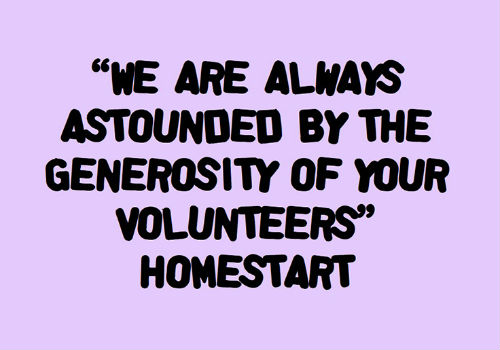 “WE ARE ALWAYS
ASTOUNDED BY THE
GENEROSITY OF YOUR
VOLUNTEERS”
HOMESTART